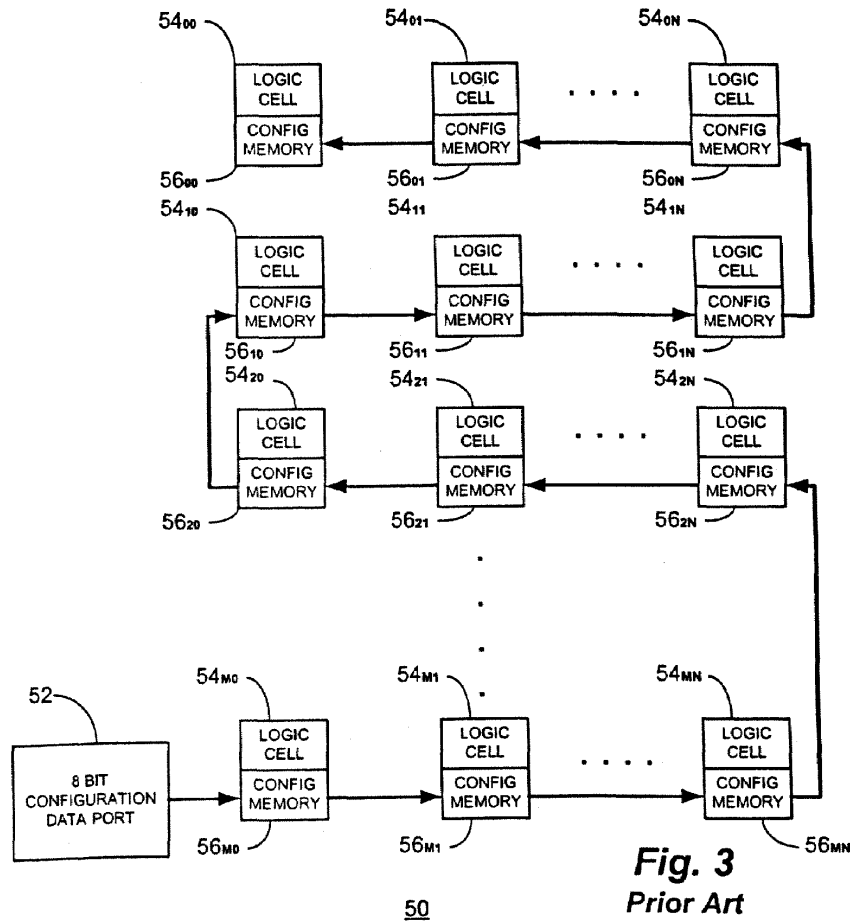 54₀₀ 54₀₁ 54₀N
LOGIC CELL LOGIC CELL . . . . LOGIC CELL
CONFIG MEMORY CONFIG MEMORY CONFIG MEMORY
56₀₀ 56₀₁ 56₀N
54₁₀ 54₁₁ 54₁N
LOGIC CELL LOGIC CELL . . . . LOGIC CELL
CONFIG MEMORY CONFIG MEMORY CONFIG MEMORY
56₁₀ 56₁₁ 56₁N
54₂₀ 54₂₁ 54₂N
LOGIC CELL LOGIC CELL . . . . LOGIC CELL
CONFIG MEMORY CONFIG MEMORY CONFIG MEMORY
56₂₀ 56₂₁ 56₂N
52 54M₀ 54M₁ 54MN
LOGIC CELL LOGIC CELL . . . . LOGIC CELL
8 BIT
CONFIGURATION
DATA PORT
CONFIG MEMORY CONFIG MEMORY CONFIG MEMORY
56M₀ 56M₁ 56MN
Fig. 3
Prior Art
50